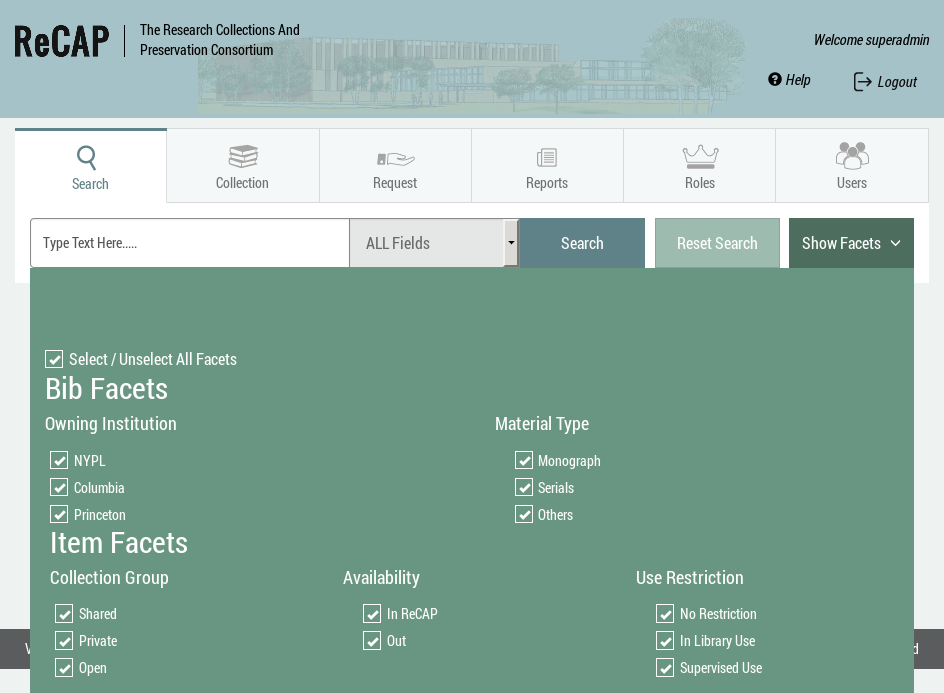 ReCAP
The Research Collections And
Preservation Consortium
Welcome superadmin
Help
Logout
Search
Collection
Request
Reports
Roles
Users
Type Text Here.....
ALL Fields
Search
Reset Search
Show Facets
Select / Unselect All Facets
Bib Facets
Owning Institution
Material Type
NYPL
Monograph
Columbia
Serials
Princeton
Others
Item Facets
Collection Group
Availability
Use Restriction
Shared
In ReCAP
No Restriction
Private
Out
In Library Use
Open
Supervised Use